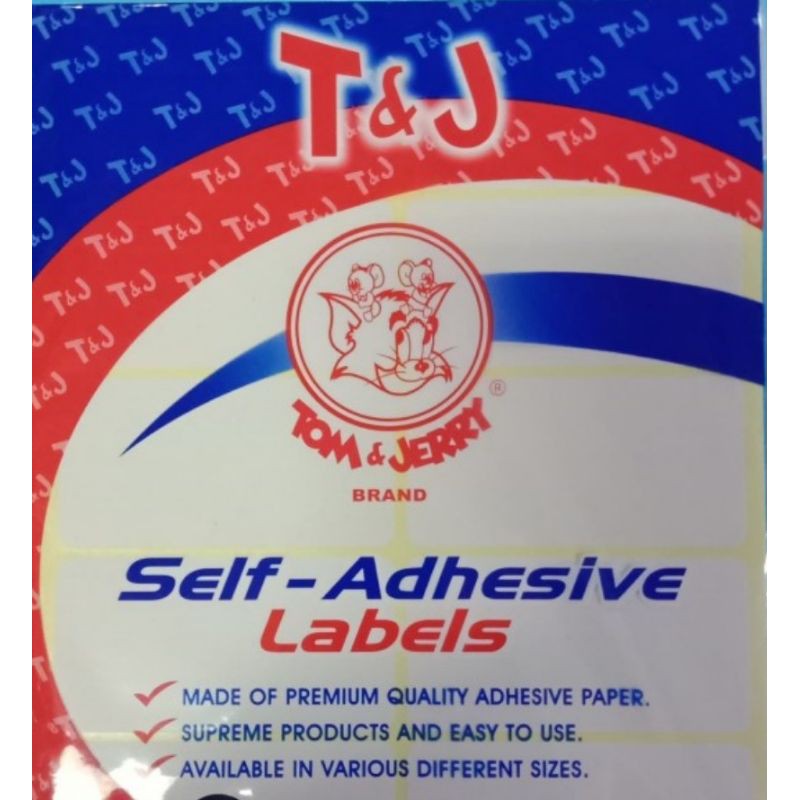 T&J
TOM & JERRY
®
BRAND
Self-Adhesive
Labels
MADE OF PREMIUM QUALITY ADHESIVE PAPER.
SUPREME PRODUCTS AND EASY TO USE.
AVAILABLE IN VARIOUS DIFFERENT SIZES.